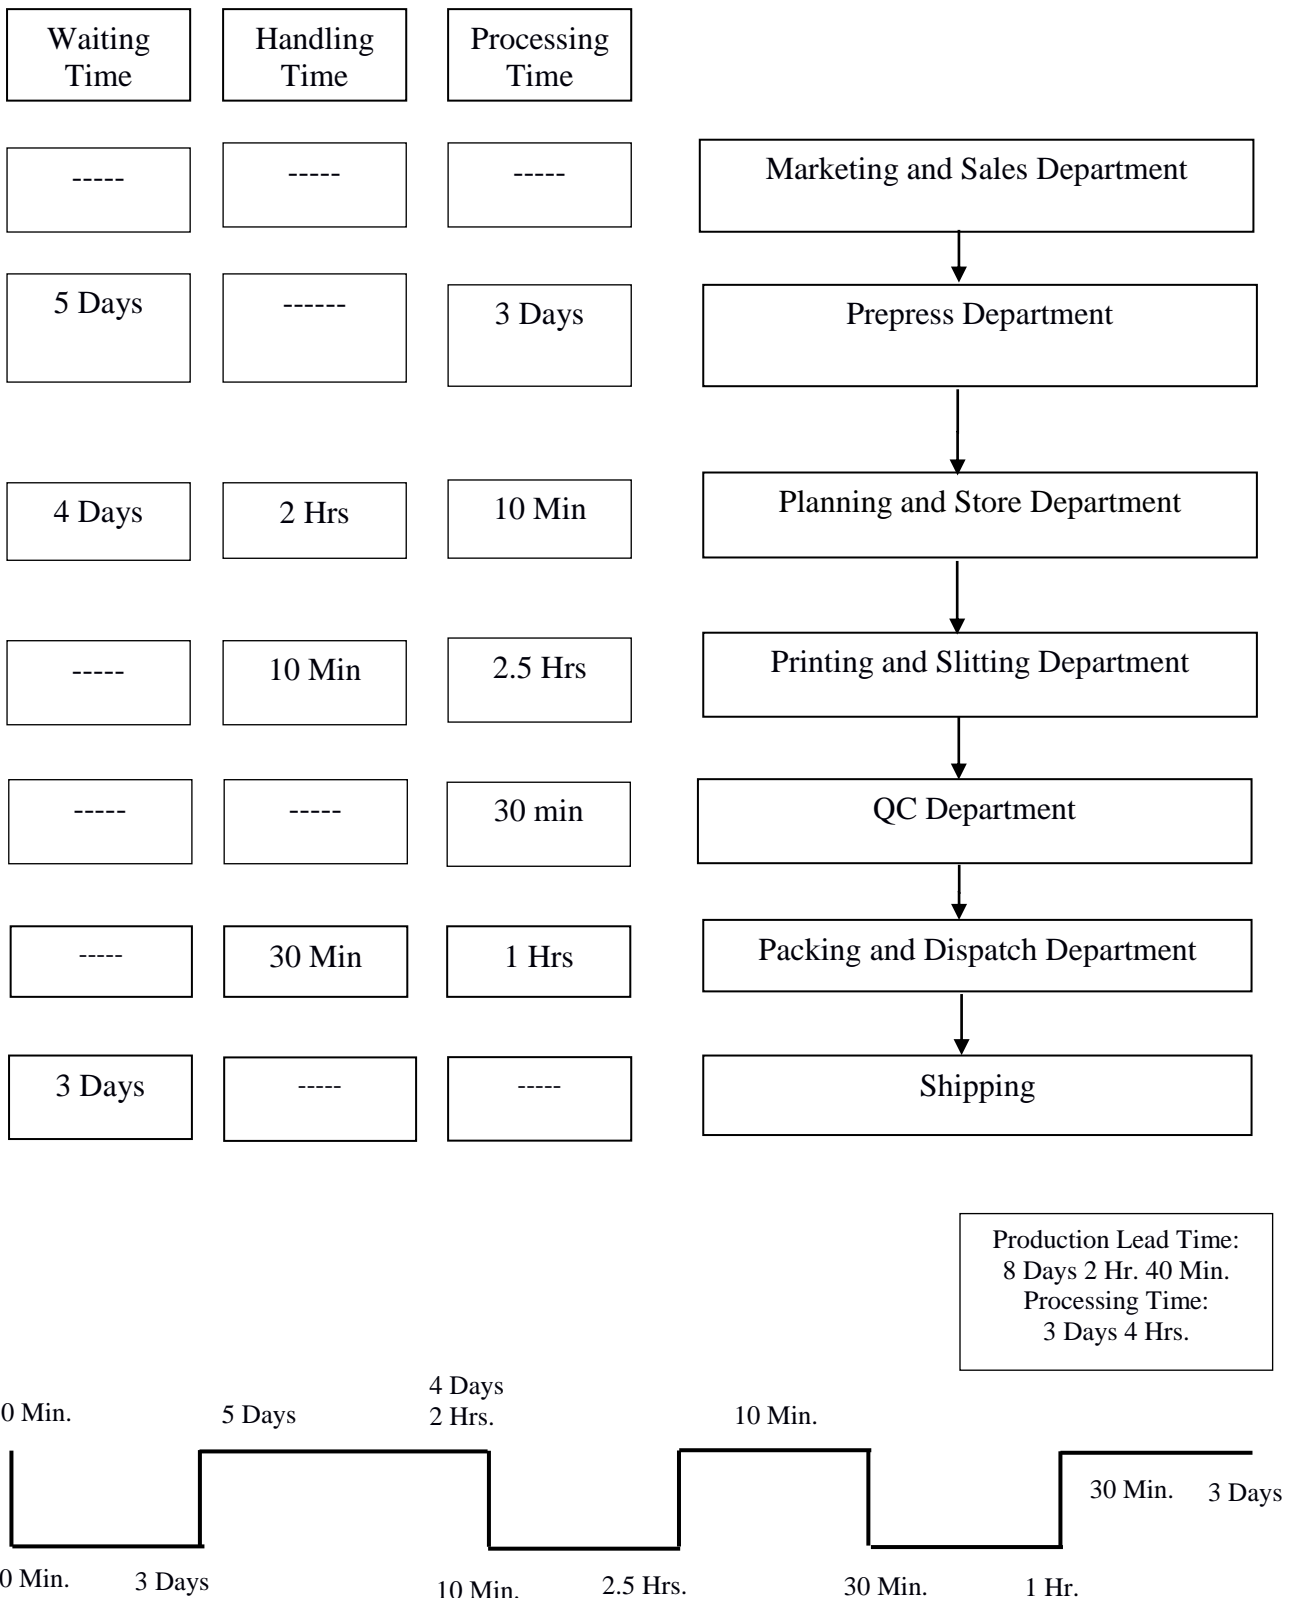 Waiting
Time
Handling
Time
Processing
Time
-----
-----
-----
Marketing and Sales Department
5 Days
------
3 Days
Prepress Department
4 Days
2 Hrs
10 Min
Planning and Store Department
-----
10 Min
2.5 Hrs
Printing and Slitting Department
-----
-----
30 min
QC Department
-----
30 Min
1 Hrs
Packing and Dispatch Department
3 Days
-----
-----
Shipping
Production Lead Time:
8 Days 2 Hr. 40 Min.
Processing Time:
3 Days 4 Hrs.
0 Min.
5 Days
4 Days
2 Hrs.
10 Min.
30 Min.
3 Days
0 Min.
3 Days
10 Min.
2.5 Hrs.
30 Min.
1 Hr.